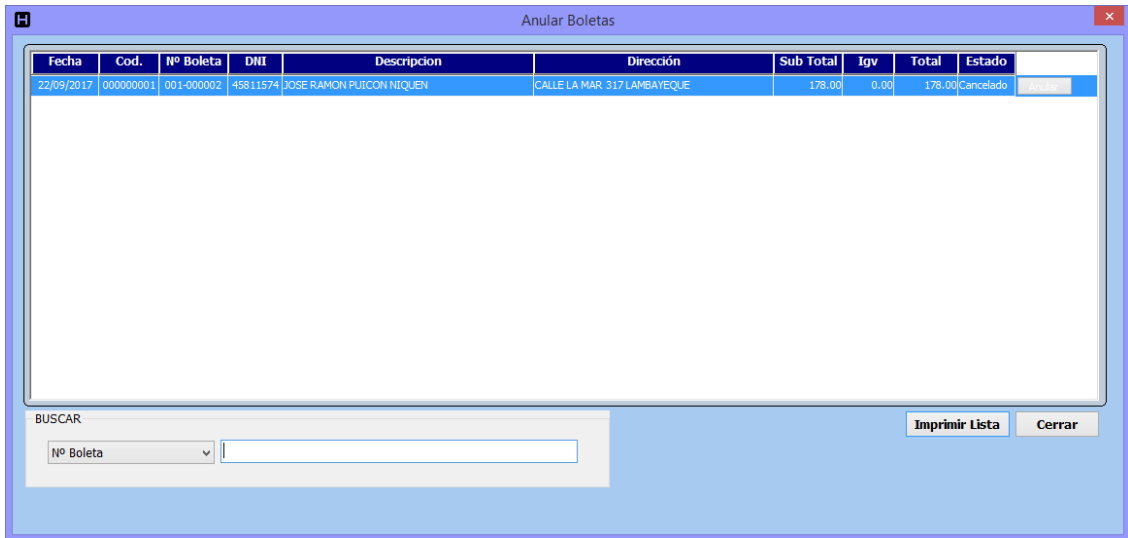 H
Anular Boletas
Fecha Cod. Nº Boleta DNI Descripcion Dirección Sub Total Igv Total Estado
22/09/2017 000000001 001-000002 45811574 JOSE RAMON PUICON NIQUEN CALLE LA MAR 317 LAMBAYEQUE 178.00 0.00 178.00 Cancelado Anular
BUSCAR
Imprimir Lista Cerrar
Nº Boleta